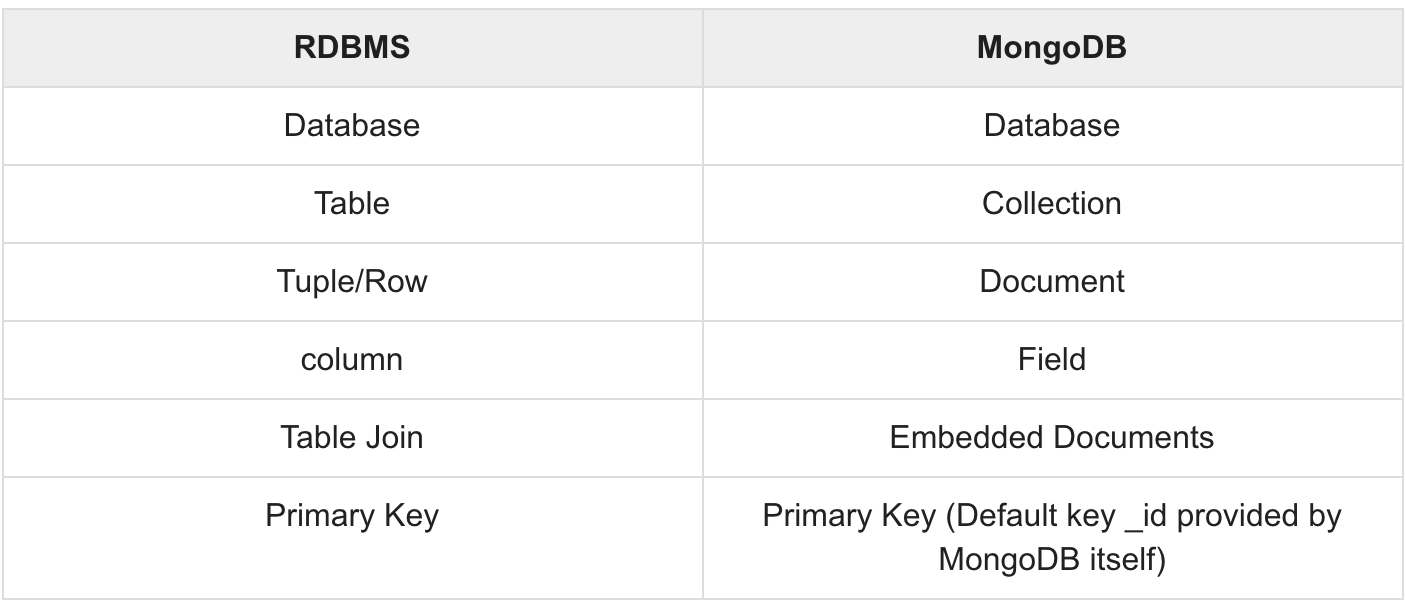 RDBMS MongoDB
Database Database
Table Collection
Tuple/Row Document
column Field
Table Join Embedded Documents
Primary Key Primary Key (Default key _id provided by
MongoDB itself)